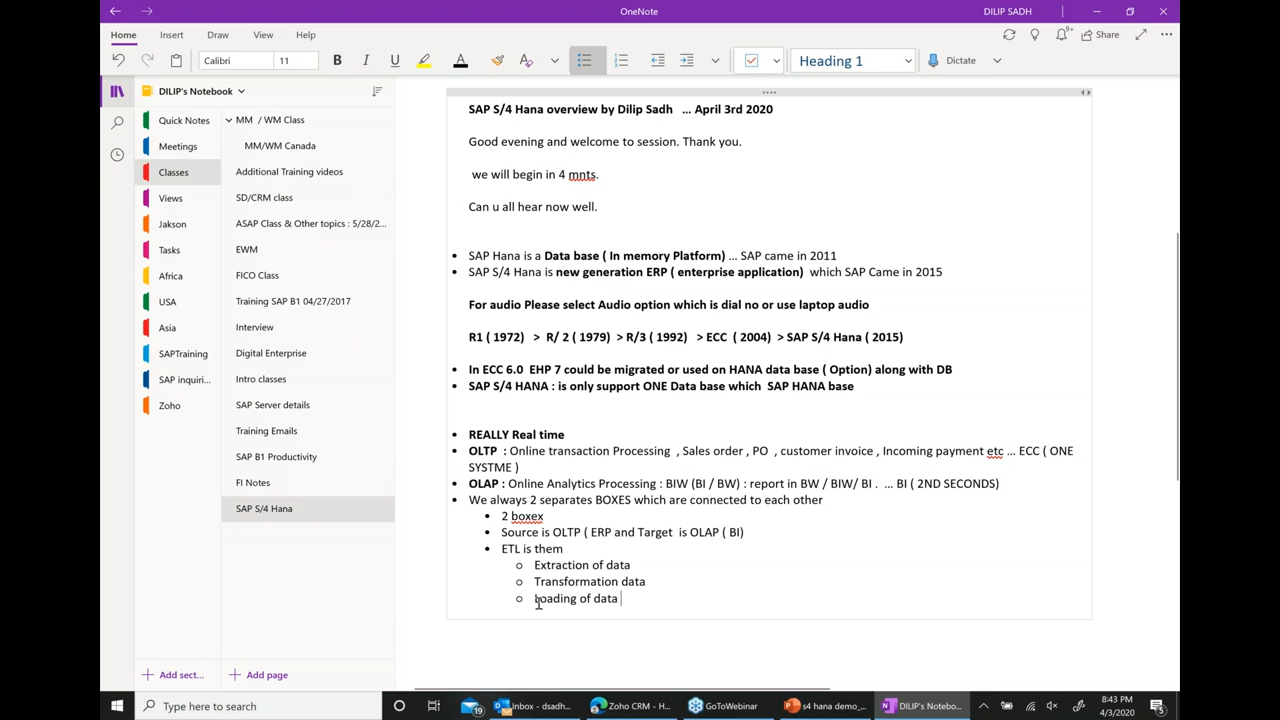 OneNote
DILIP SADH
Home Insert Draw View Help
Share
Calibri 11 B I U A Heading 1 Dictate
DILIP's Notebook
Quick Notes
Meetings
Classes
Views
Jakson
Tasks
Africa
USA
Asia
SAPTraining
SAP inquiri...
Zoho
MM / WM Class
MM/WM Canada
Additional Training videos
SD/CRM class
ASAP Class & Other topics : 5/28/2...
EWM
FICO Class
Training SAP B1 04/27/2017
Interview
Digital Enterprise
Intro classes
SAP Server details
Training Emails
SAP B1 Productivity
FI Notes
SAP S/4 Hana
SAP S/4 Hana overview by Dilip Sadh ... April 3rd 2020
Good evening and welcome to session. Thank you.
we will begin in 4 mnts.
Can u all hear now well.
• SAP Hana is a Data base ( In memory Platform) ... SAP came in 2011
• SAP S/4 Hana is new generation ERP ( enterprise application) which SAP Came in 2015
For audio Please select Audio option which is dial no or use laptop audio
R1 ( 1972) > R/ 2 ( 1979) > R/3 ( 1992) > ECC ( 2004) > SAP S/4 Hana ( 2015)
• In ECC 6.0 EHP 7 could be migrated or used on HANA data base ( Option) along with DB
• SAP S/4 HANA : is only support ONE Data base which SAP HANA base
• REALLY Real time
• OLTP : Online transaction Processing , Sales order , PO , customer invoice , Incoming payment etc ... ECC ( ONE
SYSTME )
• OLAP : Online Analytics Processing : BIW (BI / BW) : report in BW / BIW/ BI . ... BI ( 2ND SECONDS)
• We always 2 separates BOXES which are connected to each other
• 2 boxex
• Source is OLTP ( ERP and Target is OLAP ( BI)
• ETL is them
o Extraction of data
o Transformation data
o Loading of data
+ Add sect... + Add page
Type here to search
19
Inbox - dsadh...
Zoho CRM - H...
GoToWebinar
s4 hana demo_...
DILIP's Notebo...
8:43 PM
4/3/2020
5